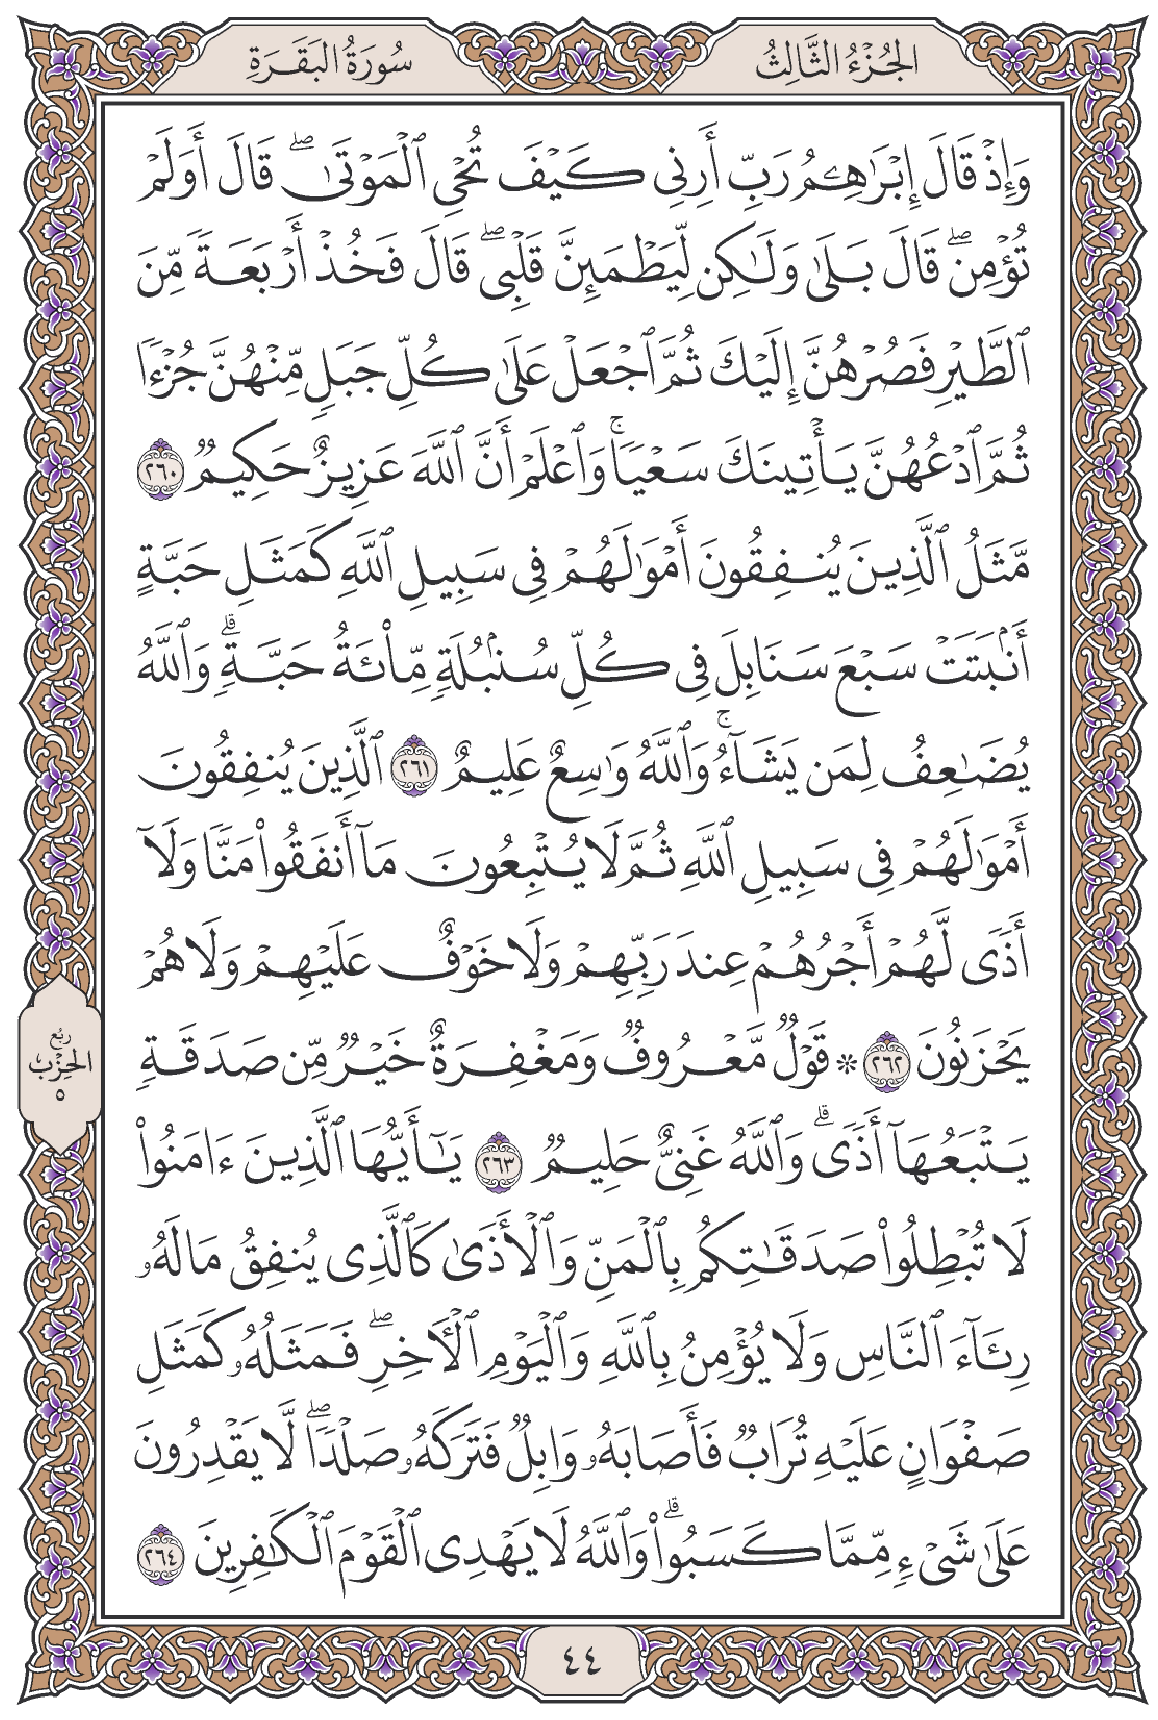 الجُزْءُ الثَّالِثُ
سُورَةُ البَقَرَةِ
وَإِذْ قَالَ إِبْرَٰهِـۧمُ رَبِّ أَرِنِى كَيْفَ تُحْىِ ٱلْمَوْتَىٰ ۖ قَالَ أَوَلَمْ
تُؤْمِن ۖ قَالَ بَلَىٰ وَلَـٰكِن لِّيَطْمَئِنَّ قَلْبِى ۖ قَالَ فَخُذْ أَرْبَعَةً مِّنَ
ٱلطَّيْرِ فَصُرْهُنَّ إِلَيْكَ ثُمَّ ٱجْعَلْ عَلَىٰ كُلِّ جَبَلٍ مِّنْهُنَّ جُزْءًا
ثُمَّ ٱدْعُهُنَّ يَأْتِينَكَ سَعْيًا ۚ وَٱعْلَمْ أَنَّ ٱللَّهَ عَزِيزٌ حَكِيمٌ ٢٦٠
مَّثَلُ ٱلَّذِينَ يُنفِقُونَ أَمْوَٰلَهُمْ فِى سَبِيلِ ٱللَّهِ كَمَثَلِ حَبَّةٍ
أَنۢبَتَتْ سَبْعَ سَنَابِلَ فِى كُلِّ سُنۢبُلَةٍ مِّا۟ئَةُ حَبَّةٍ ۗ وَٱللَّهُ
يُضَـٰعِفُ لِمَن يَشَآءُ ۚ وَٱللَّهُ وَٰسِعٌ عَلِيمٌ ٢٦١ ٱلَّذِينَ يُنفِقُونَ
أَمْوَٰلَهُمْ فِى سَبِيلِ ٱللَّهِ ثُمَّ لَا يُتْبِعُونَ مَآ أَنفَقُوا۟ مَنًّا وَلَآ
أَذًى لَّهُمْ أَجْرُهُمْ عِندَ رَبِّهِمْ وَلَا خَوْفٌ عَلَيْهِمْ وَلَا هُمْ
يَحْزَنُونَ ٢٦٢ * قَوْلٌ مَّعْرُوفٌ وَمَغْفِرَةٌ خَيْرٌ مِّن صَدَقَةٍ
يَتْبَعُهَآ أَذًى ۗ وَٱللَّهُ غَنِىٌّ حَلِيمٌ ٢٦٣ يَـٰٓأَيُّهَا ٱلَّذِينَ ءَامَنُوا۟
لَا تُبْطِلُوا۟ صَدَقَـٰتِكُم بِٱلْمَنِّ وَٱلْأَذَىٰ كَٱلَّذِى يُنفِقُ مَالَهُۥ
رِئَآءَ ٱلنَّاسِ وَلَا يُؤْمِنُ بِٱللَّهِ وَٱلْيَوْمِ ٱلْـَٔاخِرِ ۖ فَمَثَلُهُۥ كَمَثَلِ
صَفْوَانٍ عَلَيْهِ تُرَابٌ فَأَصَابَهُۥ وَابِلٌ فَتَرَكَهُۥ صَلْدًا ۖ لَّا يَقْدِرُونَ
عَلَىٰ شَىْءٍ مِّمَّا كَسَبُوا۟ ۗ وَٱللَّهُ لَا يَهْدِى ٱلْقَوْمَ ٱلْكَـٰفِرِينَ ٢٦٤
رُبُع
الحِزْب
٥
٤٤